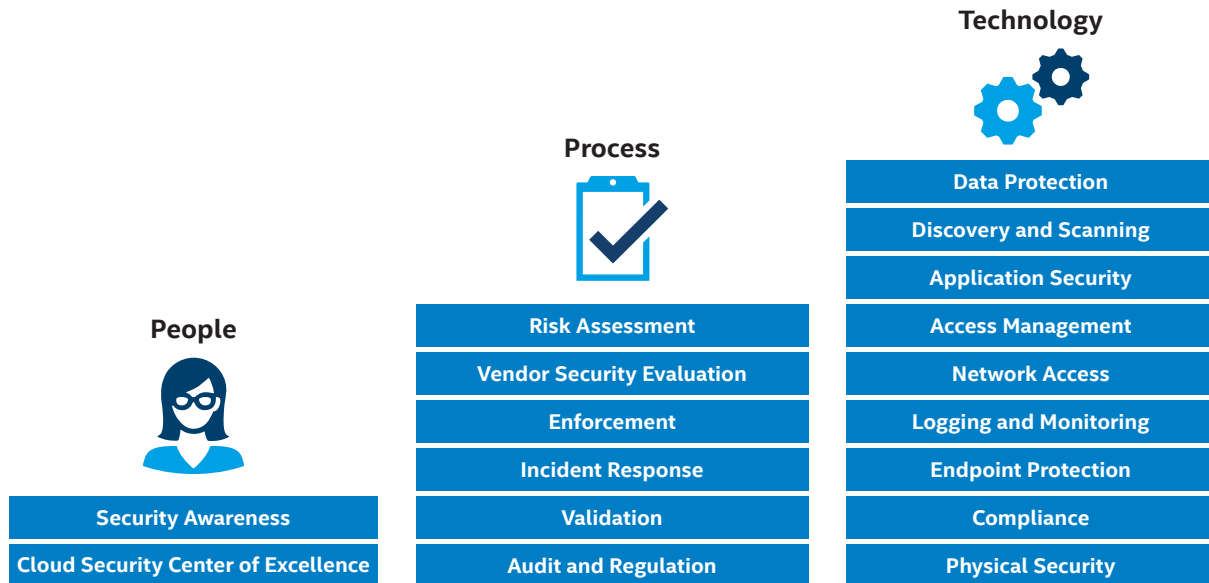 People
Security Awareness
Cloud Security Center of Excellence
Process
Risk Assessment
Vendor Security Evaluation
Enforcement
Incident Response
Validation
Audit and Regulation
Technology
Data Protection
Discovery and Scanning
Application Security
Access Management
Network Access
Logging and Monitoring
Endpoint Protection
Compliance
Physical Security